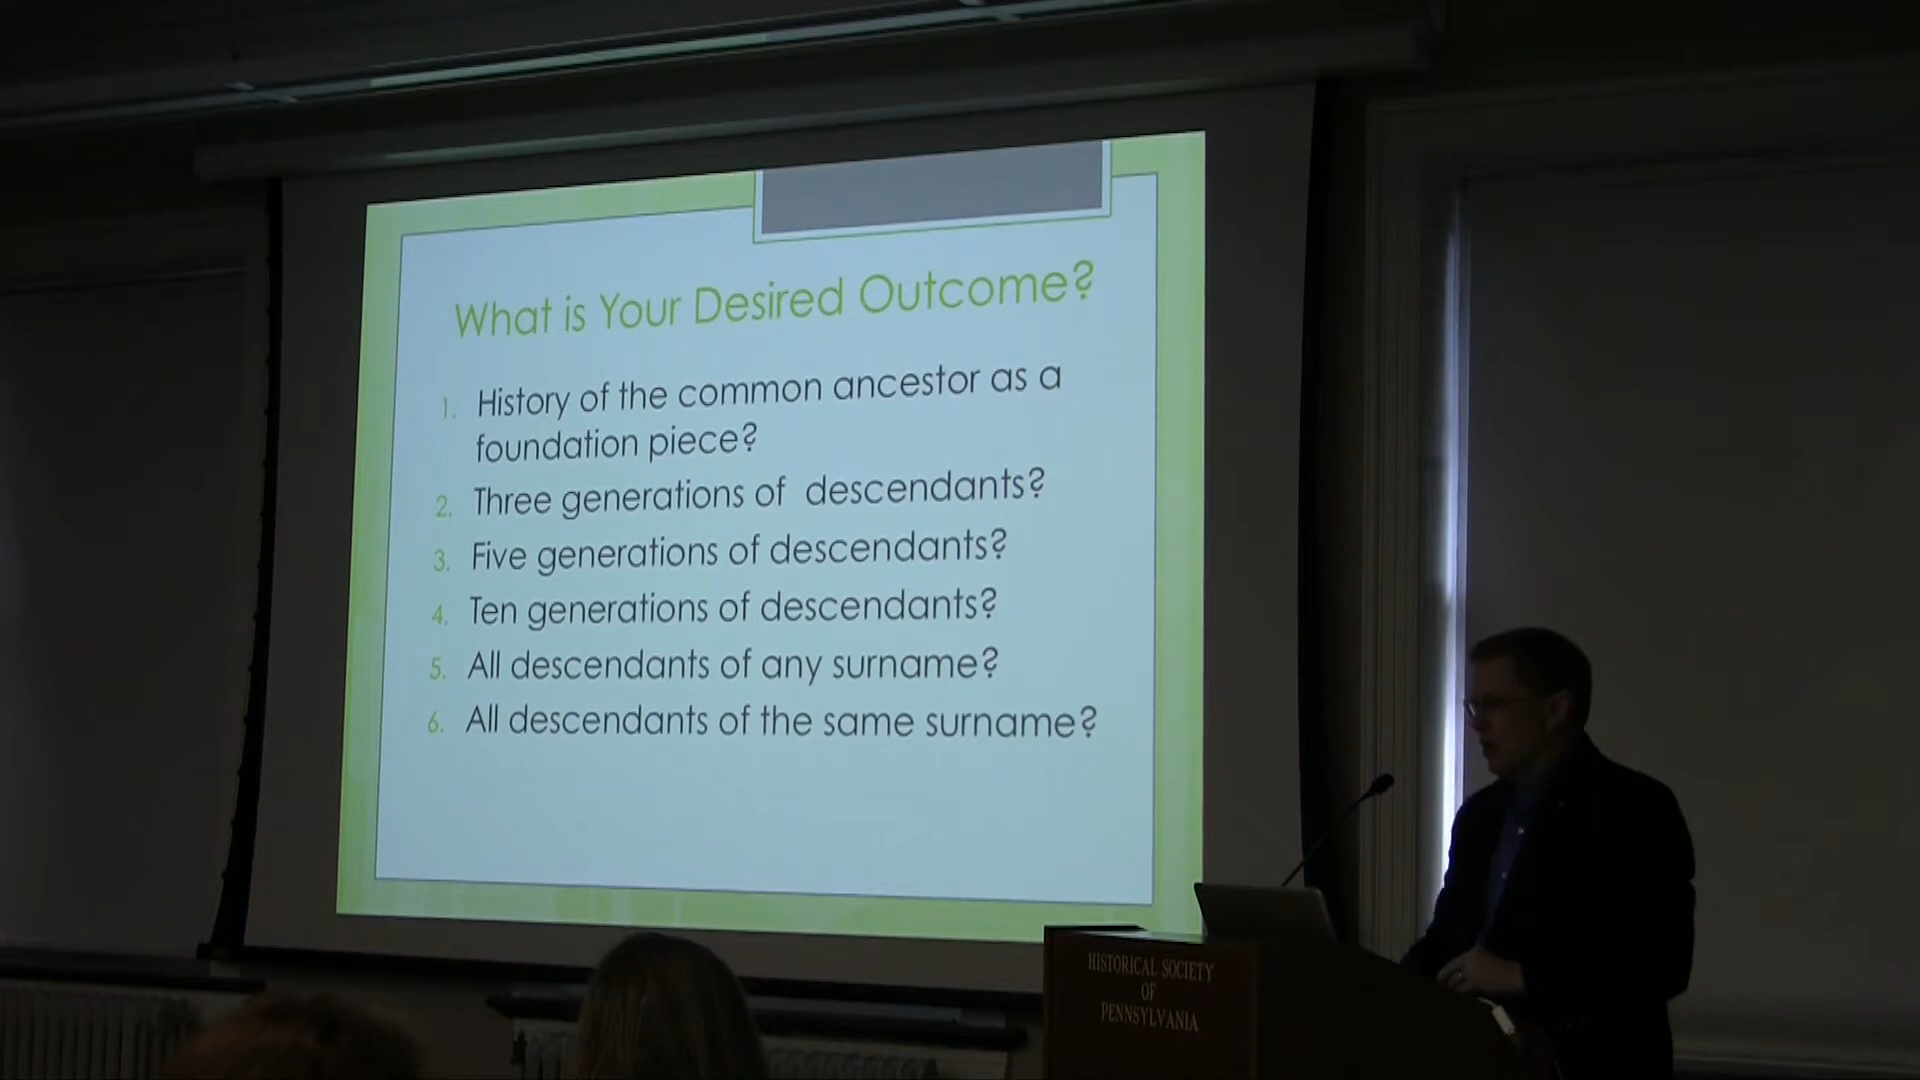 What is Your Desired Outcome?
1. History of the common ancestor as a
foundation piece?
2. Three generations of descendants?
3. Five generations of descendants?
4. Ten generations of descendants?
5. All descendants of any surname?
6. All descendants of the same surname?
HISTORICAL SOCIETY
OF
PENNSYLVANIA